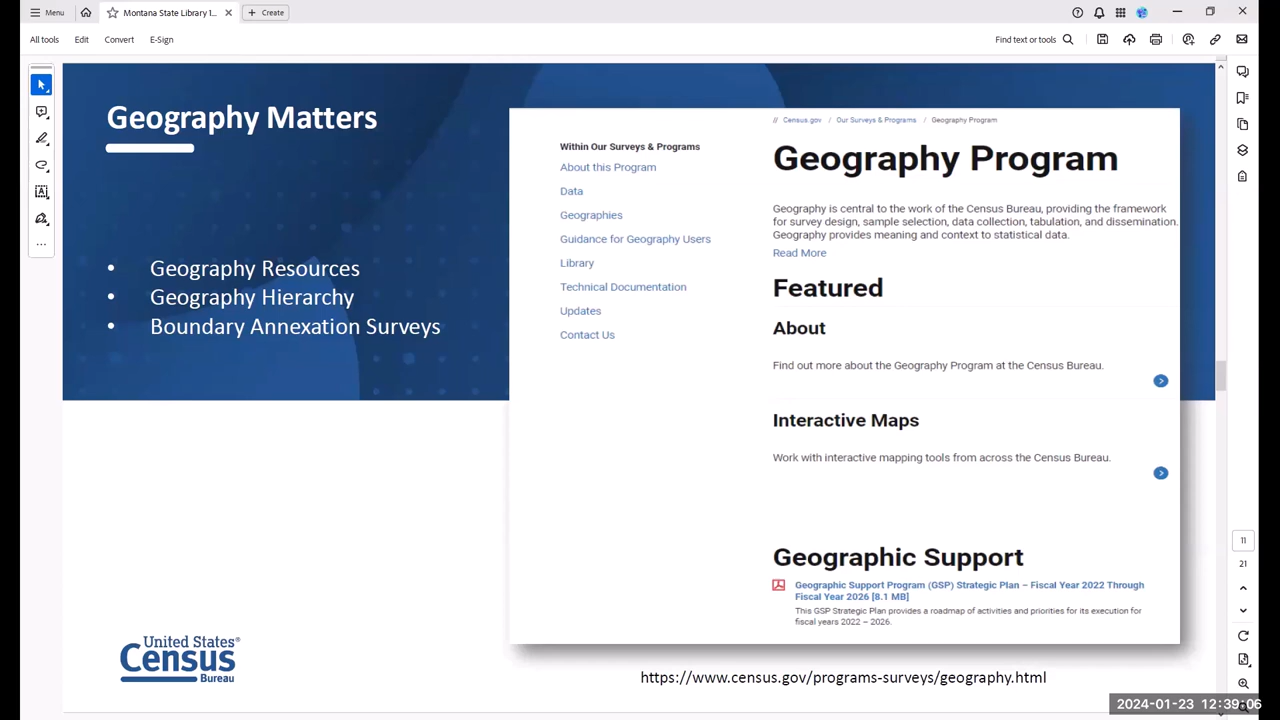 Menu
Montana State Library 1...
Create
All tools
Edit
Convert
E-Sign
Find text or tools
Geography Matters
• Geography Resources
• Geography Hierarchy
• Boundary Annexation Surveys
// Census.gov / Our Surveys & Programs / Geography Program
Within Our Surveys & Programs
About this Program
Data
Geographies
Guidance for Geography Users
Library
Technical Documentation
Updates
Contact Us
Geography Program
Geography is central to the work of the Census Bureau, providing the framework
for survey design, sample selection, data collection, tabulation, and dissemination.
Geography provides meaning and context to statistical data.
Read More
Featured
About
Find out more about the Geography Program at the Census Bureau.
Interactive Maps
Work with interactive mapping tools from across the Census Bureau.
Geographic Support
Geographic Support Program (GSP) Strategic Plan – Fiscal Year 2022 Through
Fiscal Year 2026 [8.1 MB]
This GSP Strategic Plan provides a roadmap of activities and priorities for its execution for
fiscal years 2022 – 2026.
United States®
Census
Bureau
https://www.census.gov/programs-surveys/geography.html
11
21
2024-01-23 12:39:06